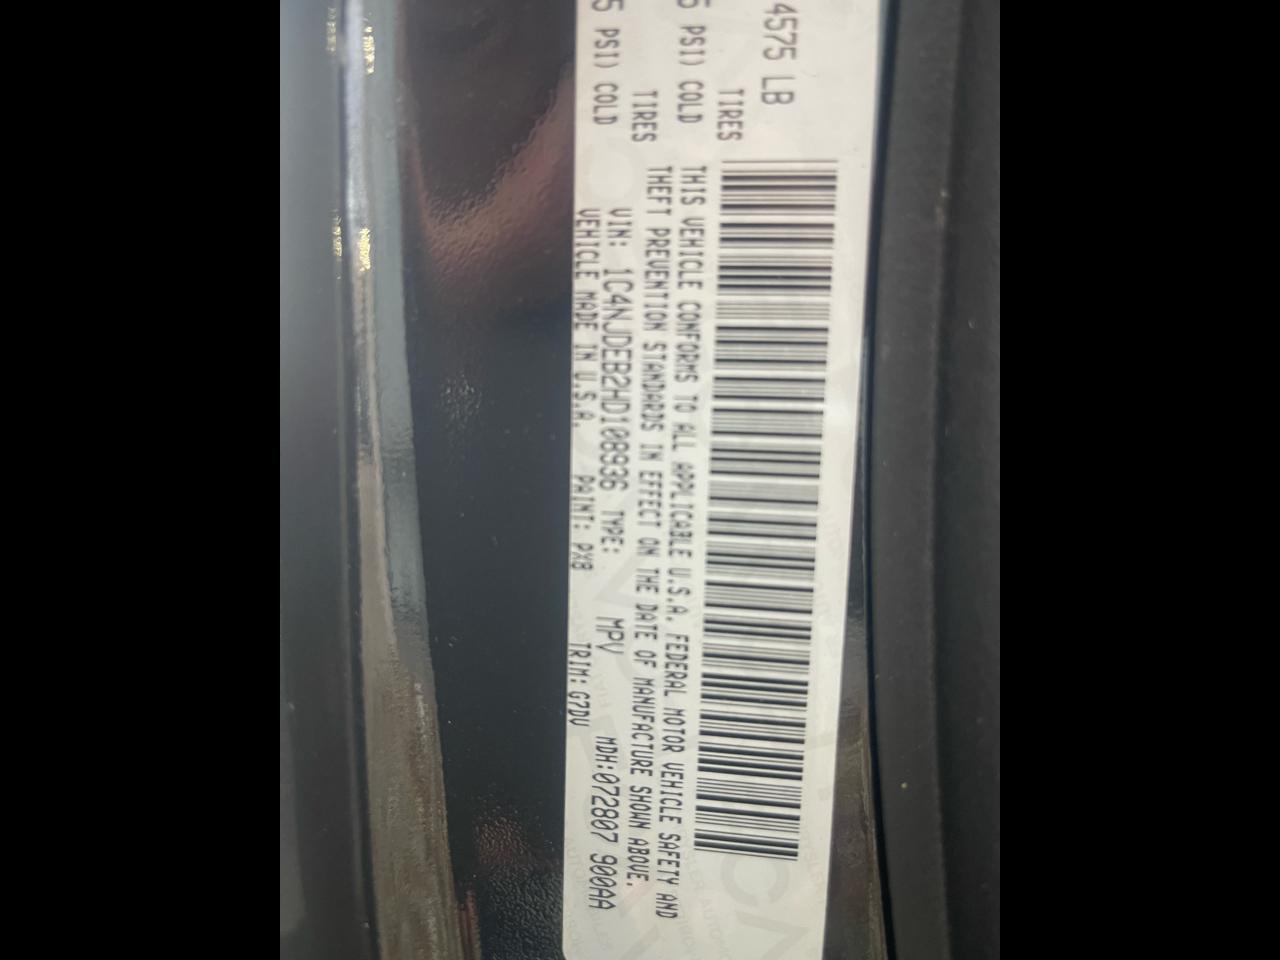 4575 LB
TIRES
5 PSI) COLD
TIRES
5 PSI) COLD
THIS VEHICLE CONFORMS TO ALL APPLICABLE U.S.A. FEDERAL MOTOR VEHICLE SAFETY AND
THEFT PREVENTION STANDARDS IN EFFECT ON THE DATE OF MANUFACTURE SHOWN ABOVE.
VIN: 1C4NJDEB2HD108936 TYPE: MPV MDH:072807 900AA
VEHICLE MADE IN U.S.A. PAINT: PX8 TRIM: G7DV